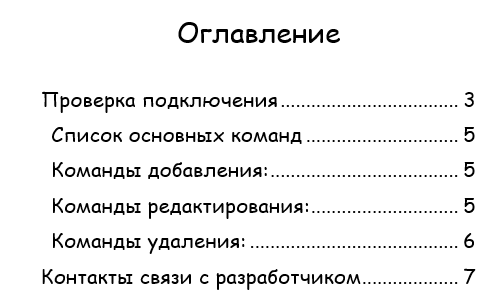 Оглавление
Проверка подключения.................................... 3
Список основных команд ............................... 5
Команды добавления:...................................... 5
Команды редактирования:.............................. 5
Команды удаления: .......................................... 6
Контакты связи с разработчиком................... 7